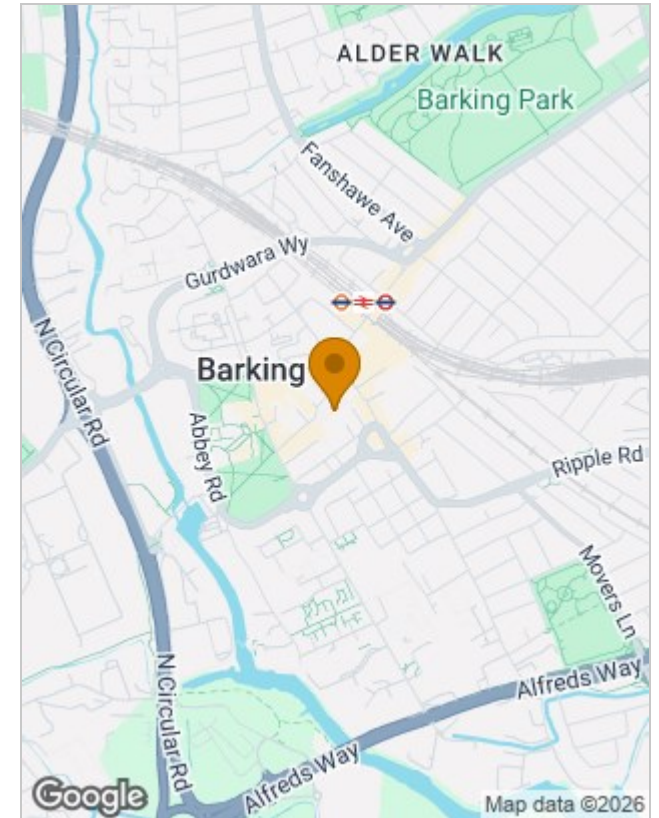 ALDER WALK
Barking Park
Fanshawe Ave
Gurdwara Wy
N Circular Rd
Barking
Abbey Rd
Ripple Rd
Movers Ln
N Circular Rd
Alfreds Way
Alfreds Way
Google
Map data ©2026